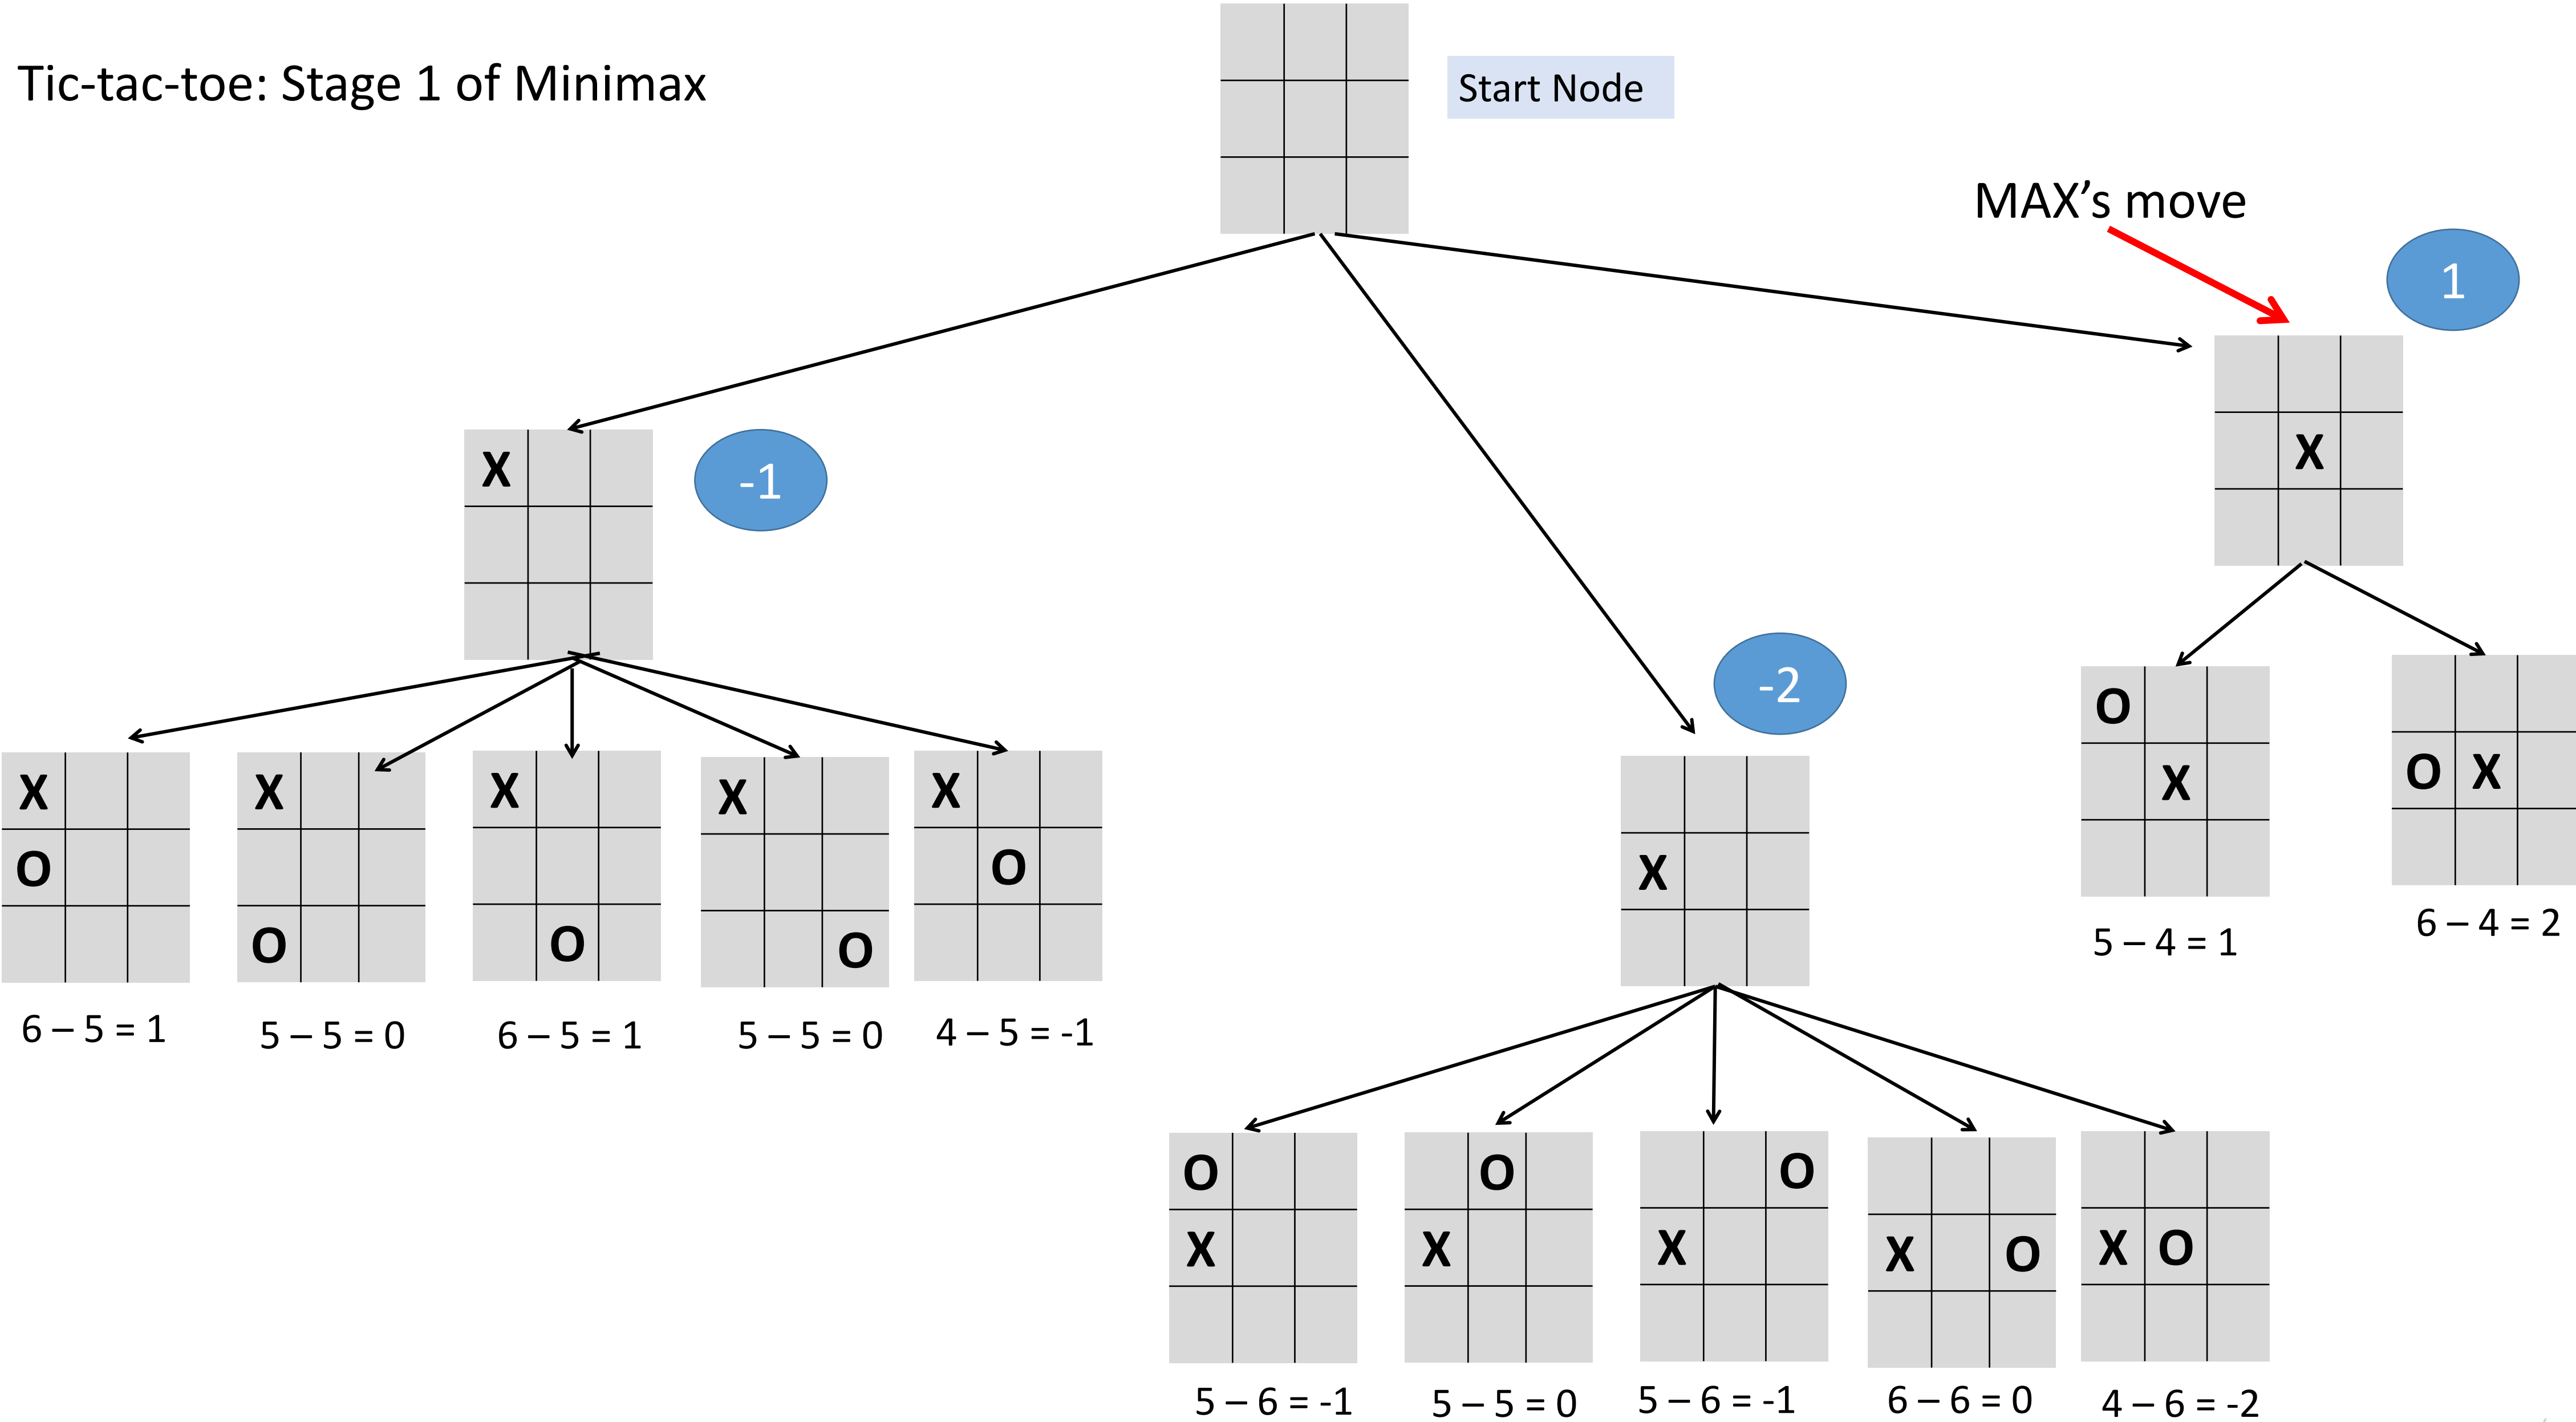 Tic-tac-toe: Stage 1 of Minimax
Start Node
MAX's move
1
X
-1
X
-2
X
O
X
O X
5 – 4 = 1
6 – 4 = 2
X
O
X
O
X
O
X
O
X
O
6 – 5 = 1
5 – 5 = 0
6 – 5 = 1
5 – 5 = 0
4 – 5 = -1
O
X
O
X
O
X
X O
X O
5 – 6 = -1
5 – 5 = 0
5 – 6 = -1
6 – 6 = 0
4 – 6 = -2